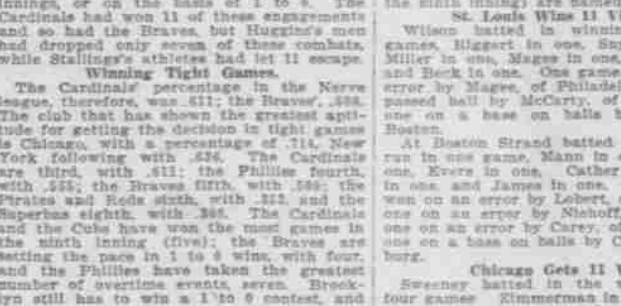 innings, or on the basis of 1 to 0. The
Cardinals had won 11 of these engagements
and so had the Braves, but Huggins's men
had dropped only seven of these combats,
while Stallings's athletes had let 11 escape.
Winning Tight Games.
The Cardinals' percentage in the Nerve
league, therefore, was .611; the Braves',
The club that has shown the greatest apti-
tude for getting the decision in tight games
is Chicago, with a percentage of .714, New
York following with .636. The Cardinals
are third, with .611; the Phillies fourth,
with the Braves fifth, with the
Pirates and Reds sixth, with and the
Superbas eighth, with The Cardinals
and the Cubs have won the most games in
the ninth inning (five); the Braves are
setting the pace in 1 to 0 wins, with four,
and the Phillies have taken the greatest
number of overtime events, seven. Brook-
lyn still has to win a 1 to 0 contest, and
the ninth inning) are named
St. Louis Wins 11
Wilson batted in winnin
games, Riggert in one,
Miller in one, Magee in one,
and Beck in one. One game
error by Magee, of Philadel
passed ball by McCarty, of
one on a base on balls b
Boston.
At Boston Strand batted
run in one game, Mann in
one, Evers in one, Cather
in one, and James in one.
won on an error by Lobert,
one on an error by Niehoff,
one on an error by Carey, of
one on a base on balls by C
burg.
Chicago Gets 11
Sweeney batted in the
four games Zimmerman in